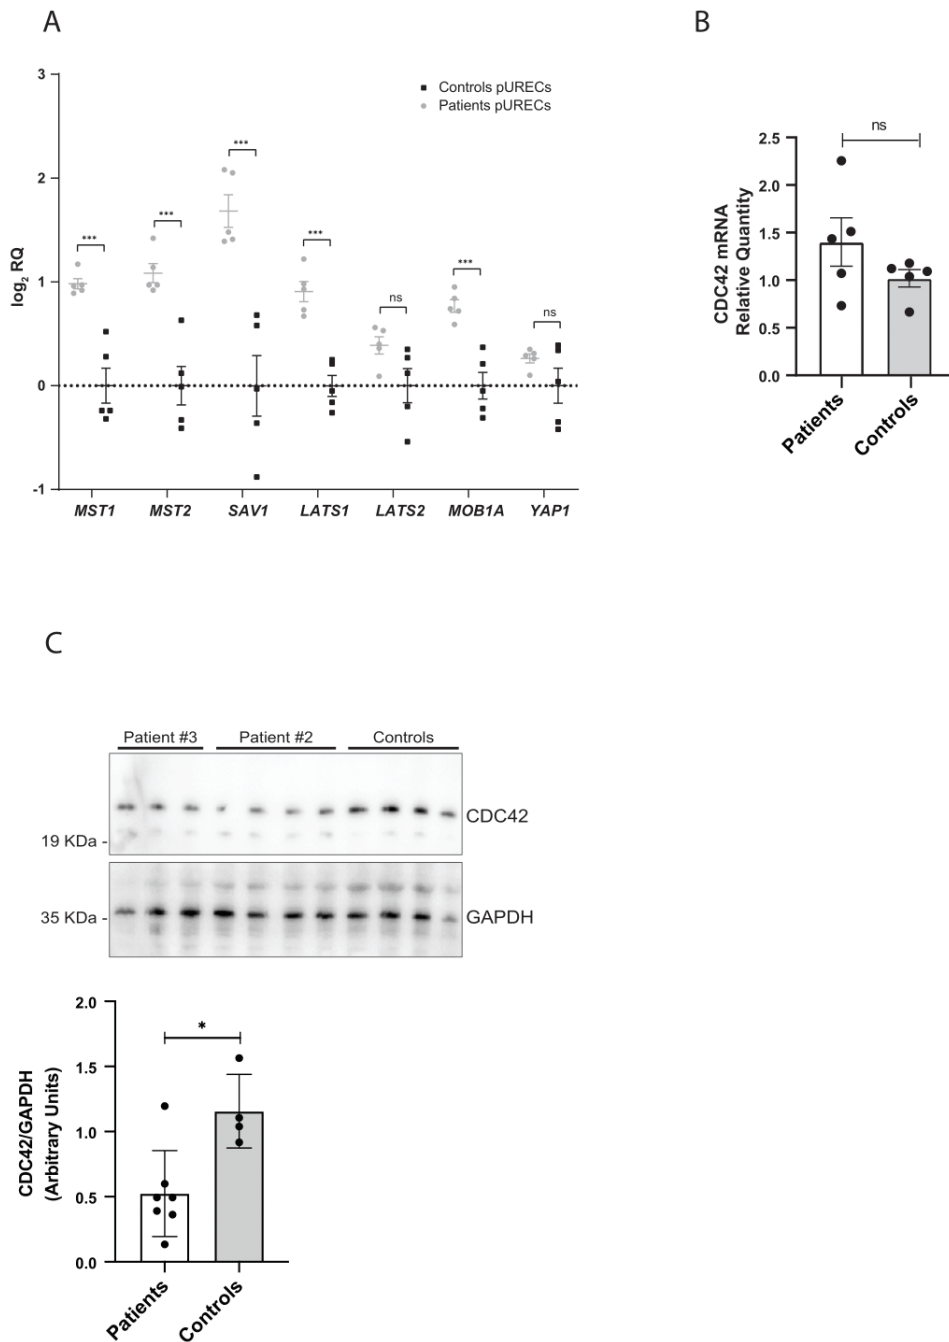 A
B
3
2
1
0
-1
log2 RQ
Controls pURECs
Patients pURECs
***
***
***
***
ns
***
ns
MST1
MST2
SAV1
LATS1
LATS2
MOB1A
YAP1
ns
2.5
2.0
1.5
1.0
0.5
0.0
CDC42 mRNA
Relative Quantity
Patients
Controls
C
Patient #3
Patient #2
Controls
CDC42
19 KDa -
35 KDa -
GAPDH
2.0
1.5
1.0
0.5
0.0
CDC42/GAPDH
(Arbitrary Units)
*
Patients
Controls